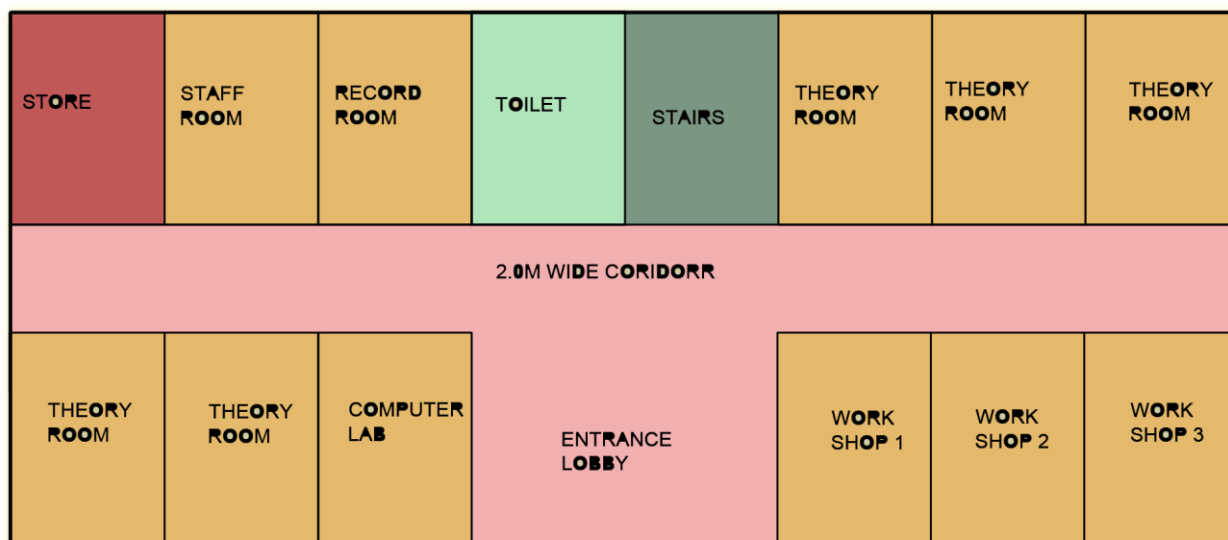 STORE
STAFF
ROOM
RECORD
ROOM
TOILET
STAIRS
THEORY
ROOM
THEORY
ROOM
THEORY
ROOM
2.0M WIDE CORIDORR
THEORY
ROOM
THEORY
ROOM
COMPUTER
LAB
ENTRANCE
LOBBY
WORK
SHOP 1
WORK
SHOP 2
WORK
SHOP 3